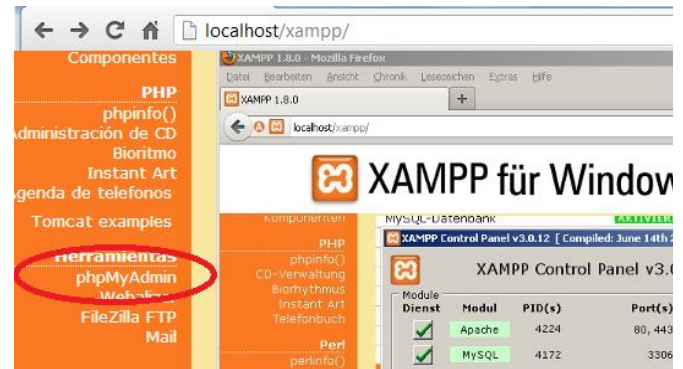 localhost/xampp/
Componentes
PHP
phpinfo()
Administración de CD
Bioritmo
Instant Art
Agenda de telefonos
Tomcat examples
Herramientas
phpMyAdmin
Webalizer
FileZilla FTP
Mail
XAMPP 1.8.0 - Mozilla Firefox
Datei Bearbeiten Ansicht Chronik Lesezeichen Extras Hilfe
XAMPP 1.8.0
localhost/xampp/
XAMPP für Window
Komponenten
PHP
phpinfo()
CD-Verwaltung
Biorhythmus
Instant Art
Telefonbuch
Perl
perlinfo()
MySQL-Datenbank AKTIVIER
XAMPP Control Panel v3.0.12 [ Compiled: June 14th 2
XAMPP Control Panel v3.0
Module
Dienst Modul PID(s) Port(s)
Apache 4224 80, 443
MySQL 4172 3306